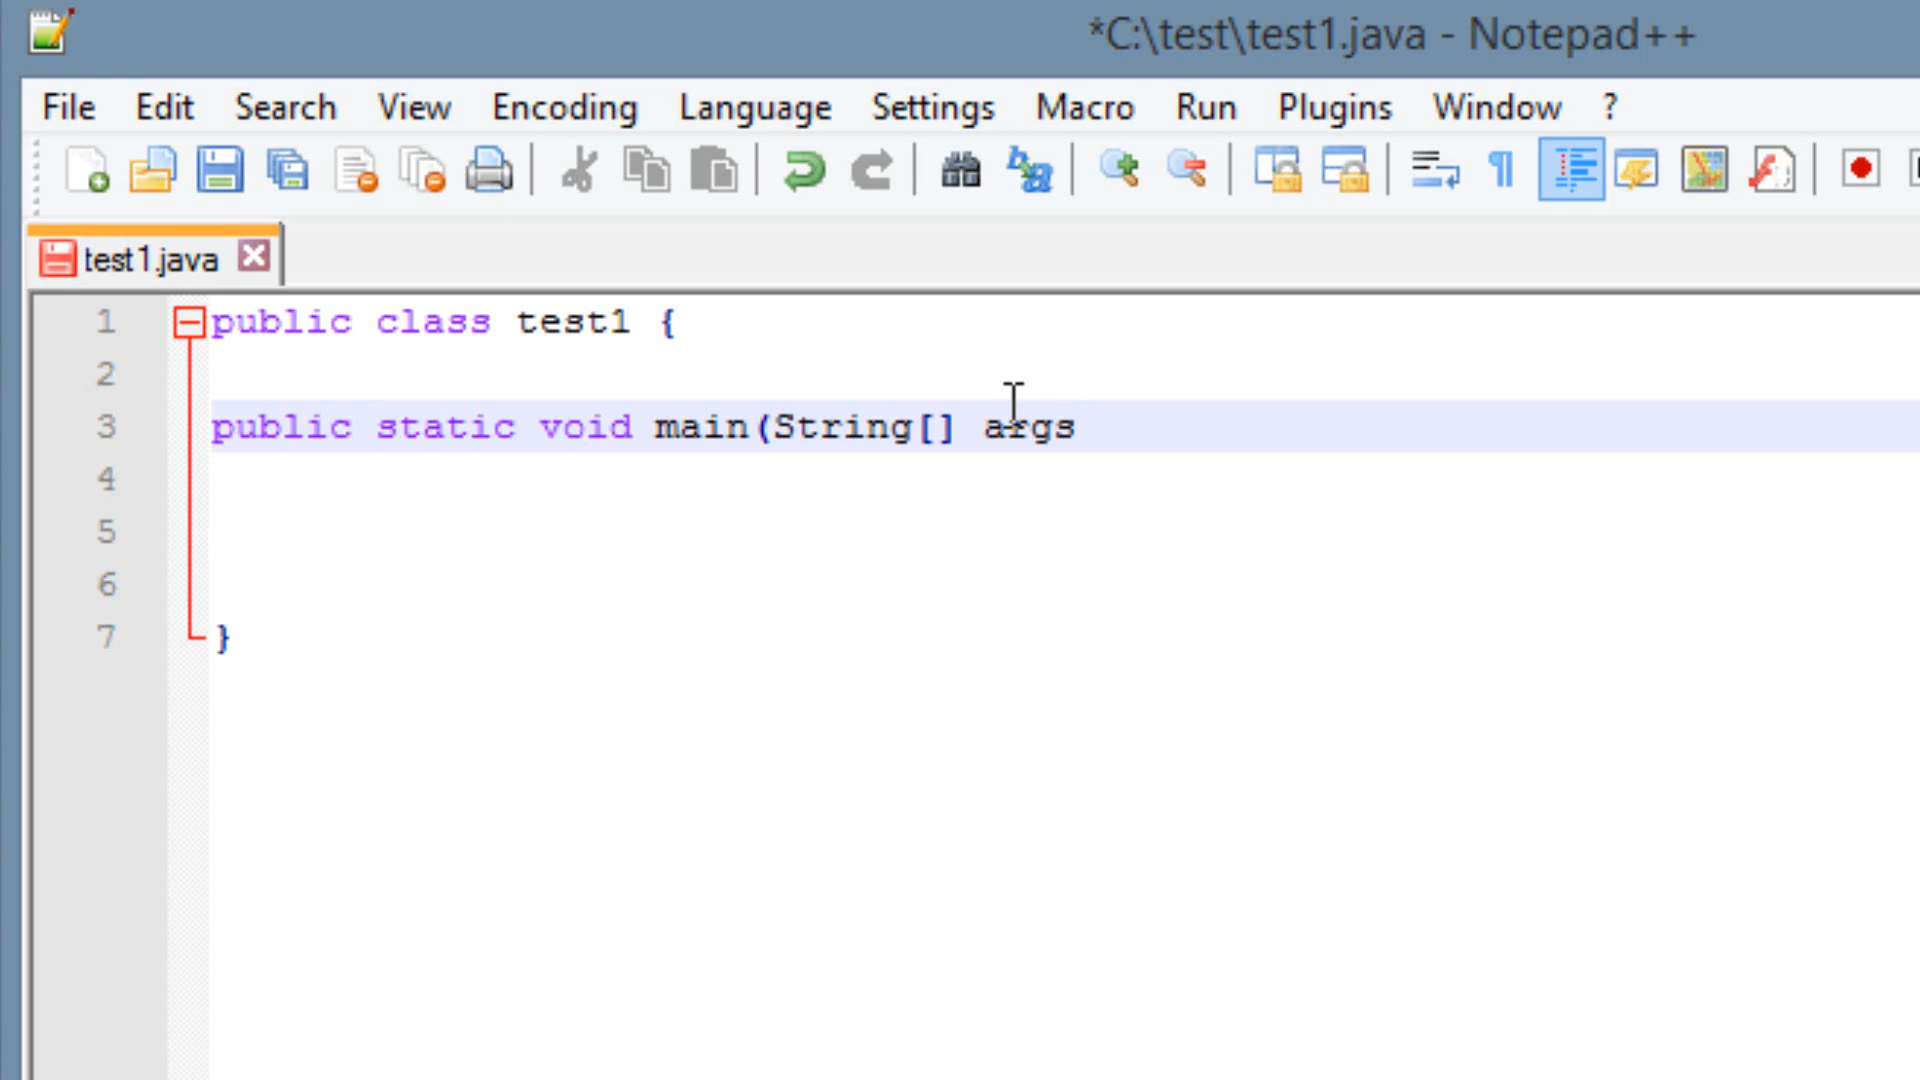 *C:\test\test1.java - Notepad++
File Edit Search View Encoding Language Settings Macro Run Plugins Window ?
test1.java
1 public class test1 {
2
3 public static void main(String[] args
4
5
6
7 }